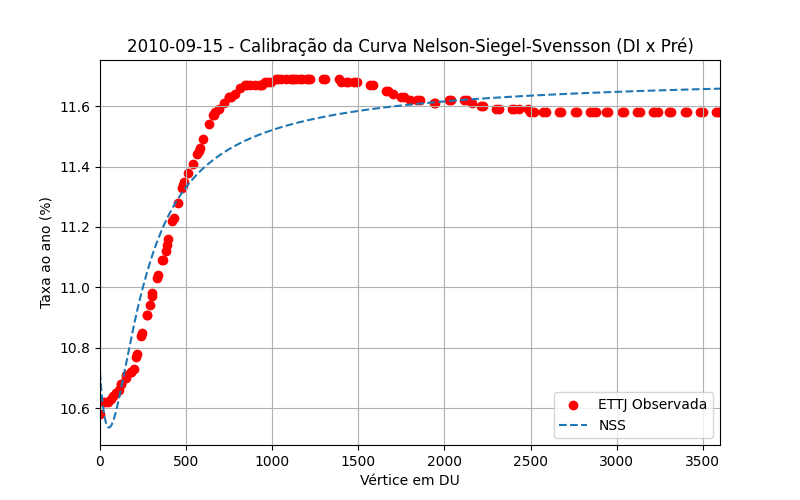 2010-09-15 - Calibração da Curva Nelson-Siegel-Svensson (DI x Pré)
Taxa ao ano (%)
11.6
11.4
11.2
11.0
10.8
10.6
ETTJ Observada
NSS
0 500 1000 1500 2000 2500 3000 3500
Vértice em DU